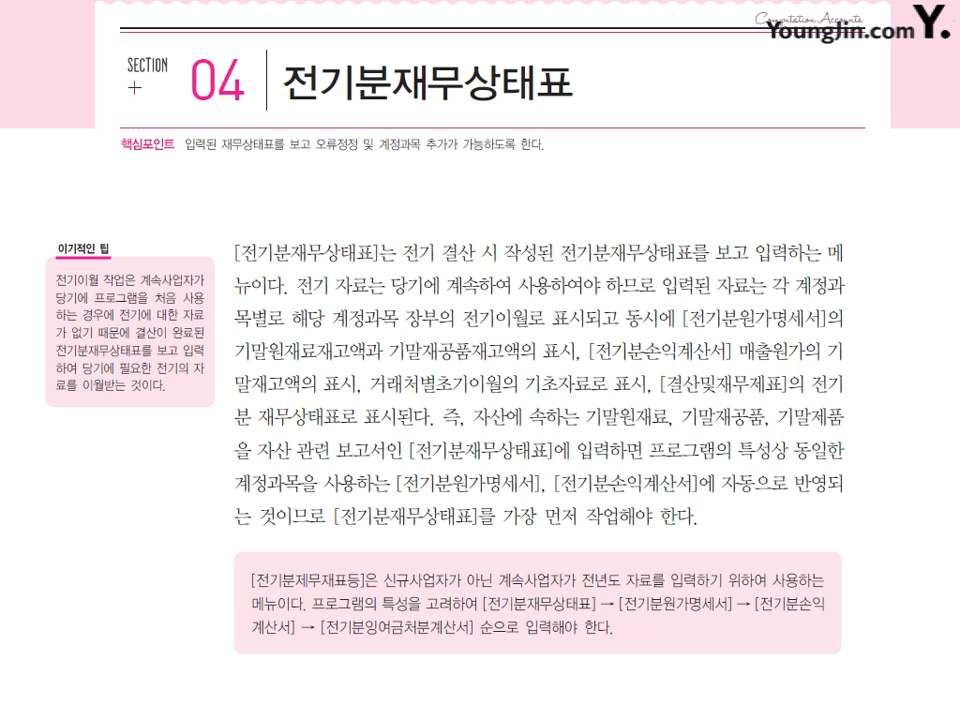 Computation Accounts
YoungJin.com Y.
SECTION
+
04
전기분재무상태표
핵심포인트 입력된 재무상태표를 보고 오류정정 및 계정과목 추가가 가능하도록 한다.
이기적인 팁
전기이월 작업은 계속사업자가
당기에 프로그램을 처음 사용
하는 경우에 전기에 대한 자료
가 없기 때문에 결산이 완료된
전기분재무상태표를 보고 입력
하여 당기에 필요한 전기의 자
료를 이월받는 것이다.
[전기분재무상태표]는 전기 결산 시 작성된 전기분재무상태표를 보고 입력하는 메
뉴이다. 전기 자료는 당기에 계속하여 사용하여야 하므로 입력된 자료는 각 계정과
목별로 해당 계정과목 장부의 전기이월로 표시되고 동시에 [전기분원가명세서]의
기말원재료재고액과 기말재공품재고액의 표시, [전기분손익계산서] 매출원가의 기
말재고액의 표시, 거래처별초기이월의 기초자료로 표시, [결산및재무제표]의 전기
분 재무상태표로 표시된다. 즉, 자산에 속하는 기말원재료, 기말재공품, 기말제품
을 자산 관련 보고서인 [전기분재무상태표]에 입력하면 프로그램의 특성상 동일한
계정과목을 사용하는 [전기분원가명세서], [전기분손익계산서]에 자동으로 반영되
는 것이므로 [전기분재무상태표]를 가장 먼저 작업해야 한다.
[전기분제무재표등]은 신규사업자가 아닌 계속사업자가 전년도 자료를 입력하기 위하여 사용하는
메뉴이다. 프로그램의 특성을 고려하여 [전기분재무상태표] → [전기분원가명세서] → [전기분손익
계산서] → [전기분잉여금처분계산서] 순으로 입력해야 한다.